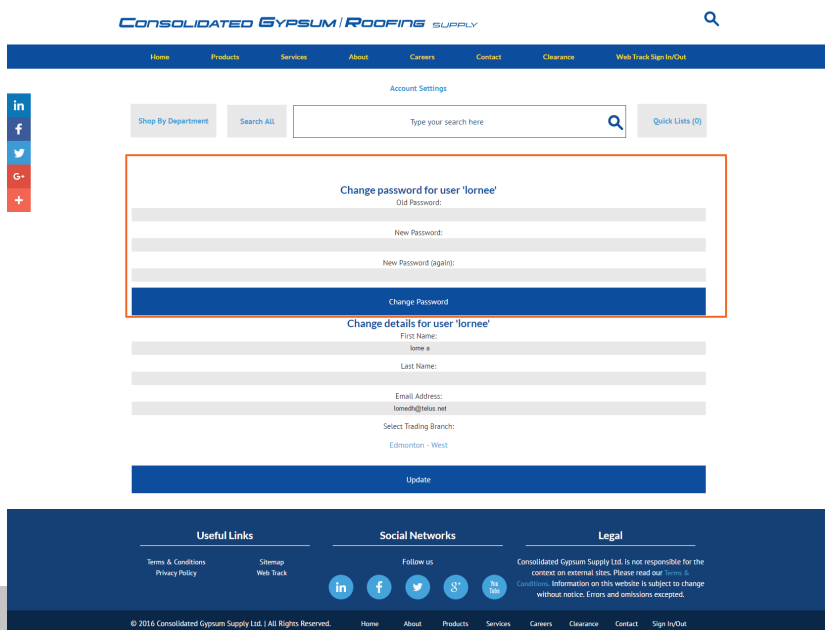 CONSOLIDATED GYPSUM / ROOFING SUPPLY
Home Products Services About Careers Contact Clearance Web Track Sign In/Out
Account Settings
Shop By Department Search All Type your search here Quick Lists (0)
Change password for user 'lornee'
Old Password:
New Password:
New Password (again):
Change Password
Change details for user 'lornee'
First Name:
lorne a
Last Name:
Email Address:
lornedh@telus.net
Select Trading Branch:
Edmonton - West
Update
Useful Links
Terms & Conditions Sitemap
Privacy Policy Web Track
Social Networks
Follow us
in f 8+ You Tube
Legal
Consolidated Gypsum Supply Ltd. is not responsible for the
context on external sites. Please read our Terms &
Conditions. Information on this website is subject to change
without notice. Errors and omissions excepted.
© 2016 Consolidated Gypsum Supply Ltd. | All Rights Reserved. Home About Products Services Careers Clearance Contact Sign In/Out
in
f
G+
+